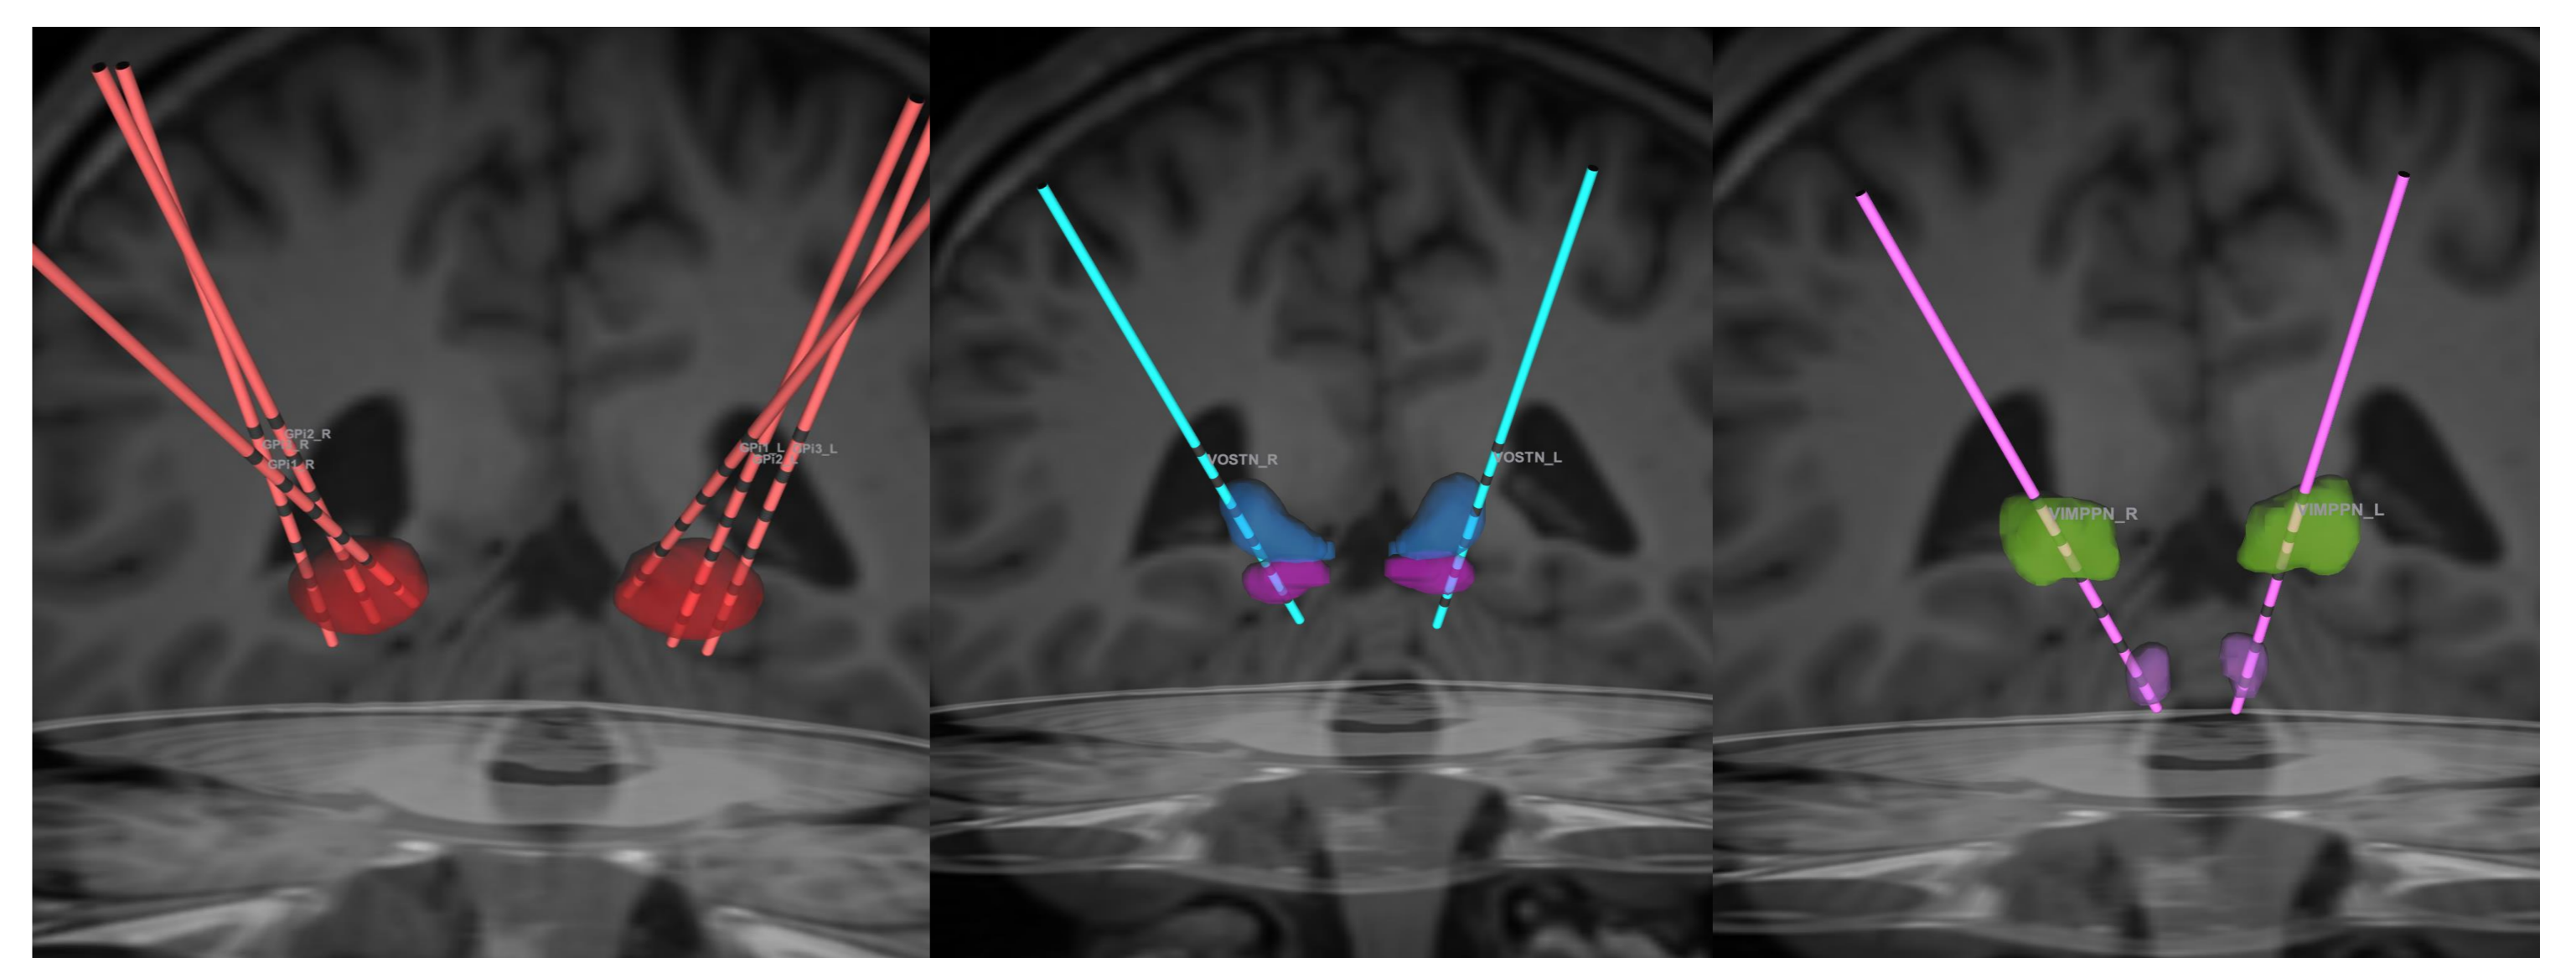 GPi2_R
GPi1_R
GPi1_L
GPi3_L
VOSTN_R
VOSTN_L
VIMPPN_R
VIMPPN_L